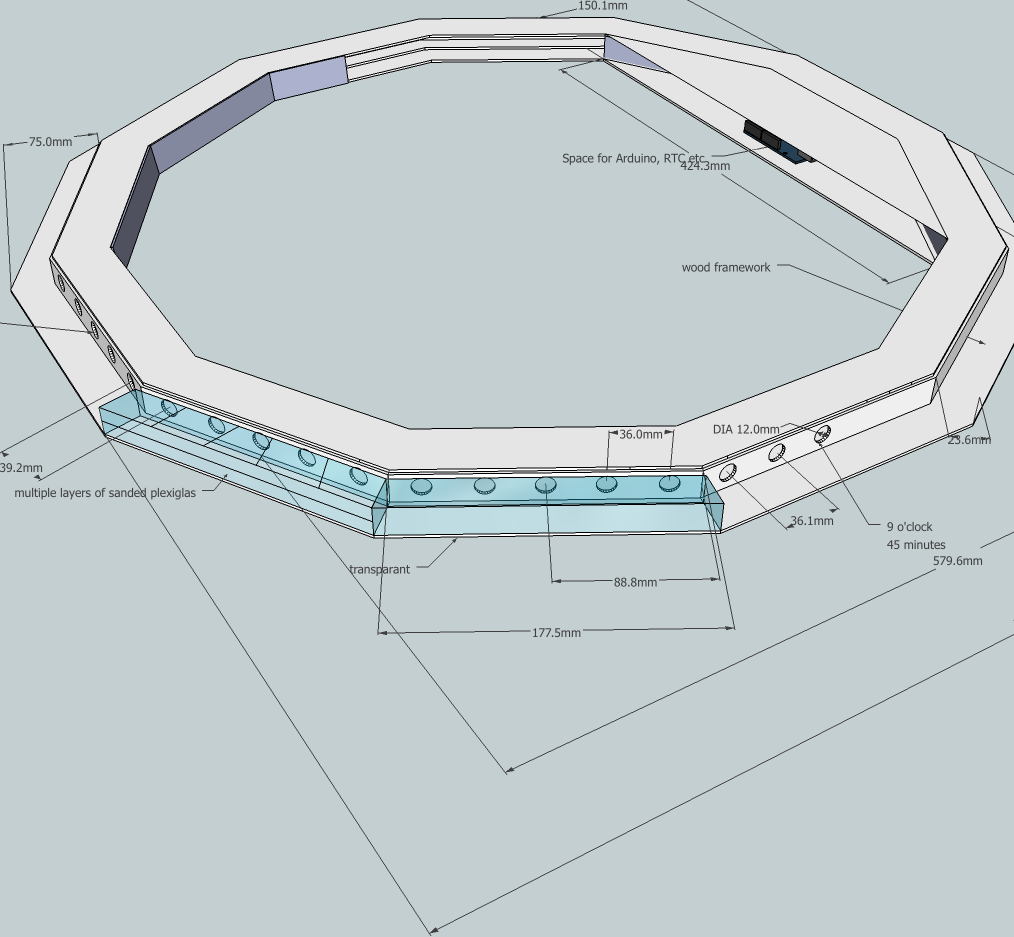 150.1mm
75.0mm
Space for Arduino, RTC etc
424.3mm
wood framework
36.0mm
DIA 12.0mm
23.6mm
39.2mm
multiple layers of sanded plexiglas
36.1mm
9 o'clock
45 minutes
579.6mm
transparant
88.8mm
177.5mm